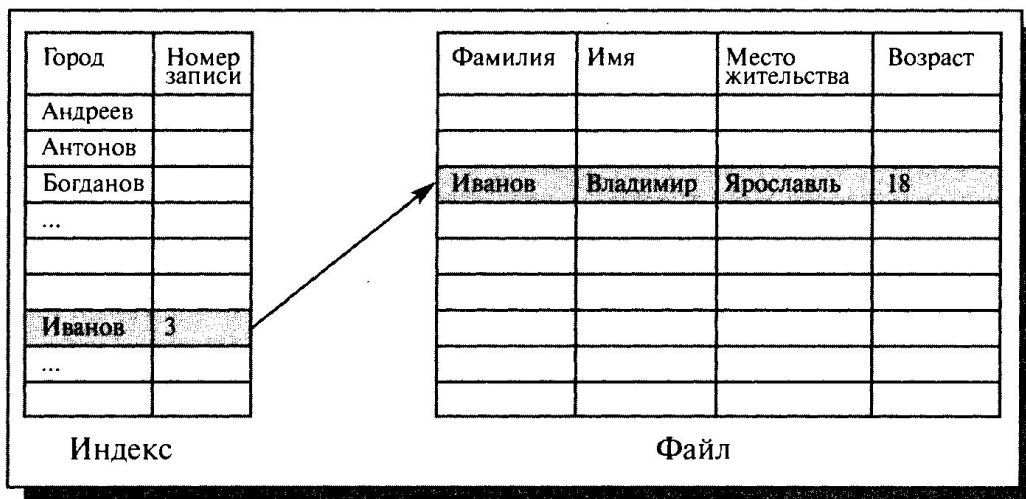 Город
Номер
записи
Андреев
Антонов
Богданов
...
Иванов 3
...
Индекс
Фамилия Имя Место
жительства Возраст
Иванов Владимир Ярославль 18
Файл